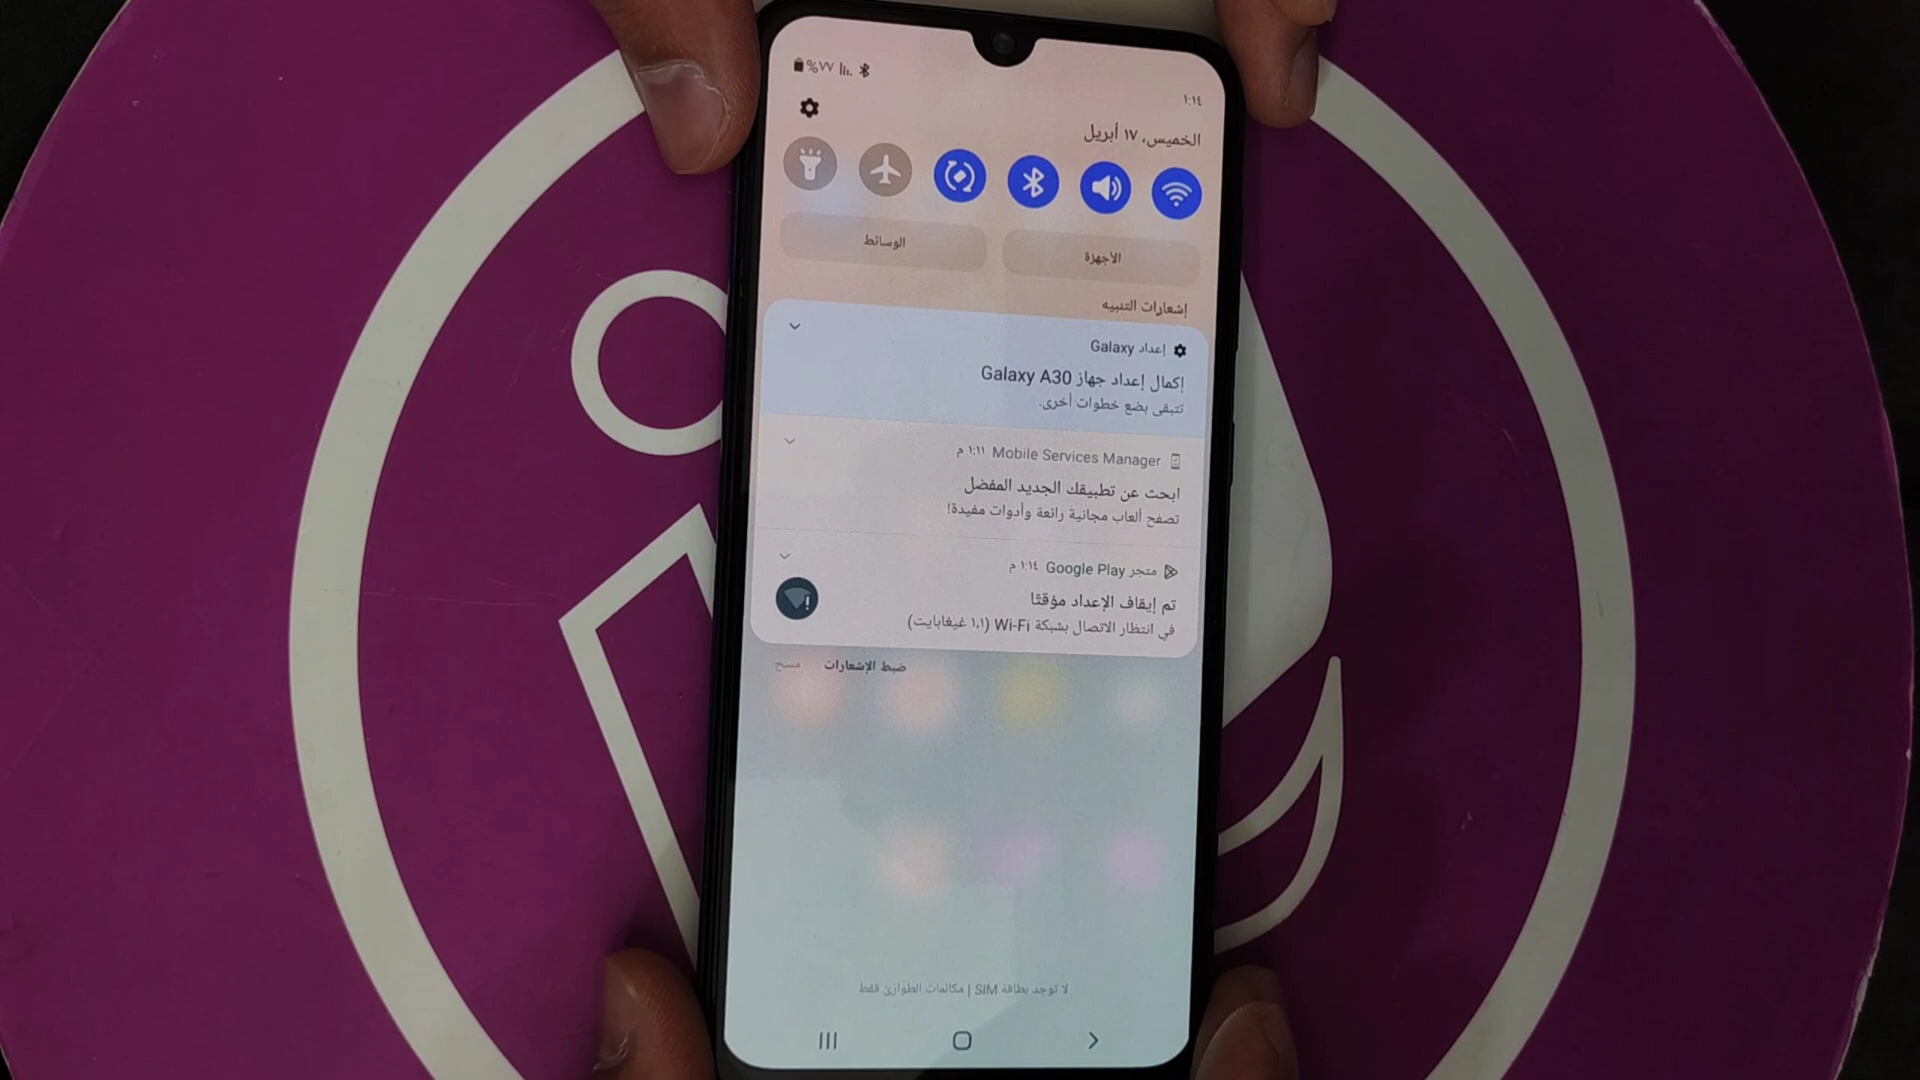 ١:١٤
%٧٧
الخميس، ١٧ أبريل
الأجهزة
الوسائط
إشعارات التنبيه
إعداد Galaxy
إكمال إعداد جهاز Galaxy A30
تتبقى بضع خطوات أخرى.
Mobile Services Manager ١:١١ م
ابحث عن تطبيقك الجديد المفضل
تصفح ألعاب مجانية رائعة وأدوات مفيدة!
متجر Google Play ١:١٤ م
تم إيقاف الإعداد مؤقتًا
في انتظار الاتصال بشبكة Wi-Fi (١,١ غيغابايت)
ضبط الإشعارات
مسح
لا توجد بطاقة SIM | مكالمات الطوارئ فقط